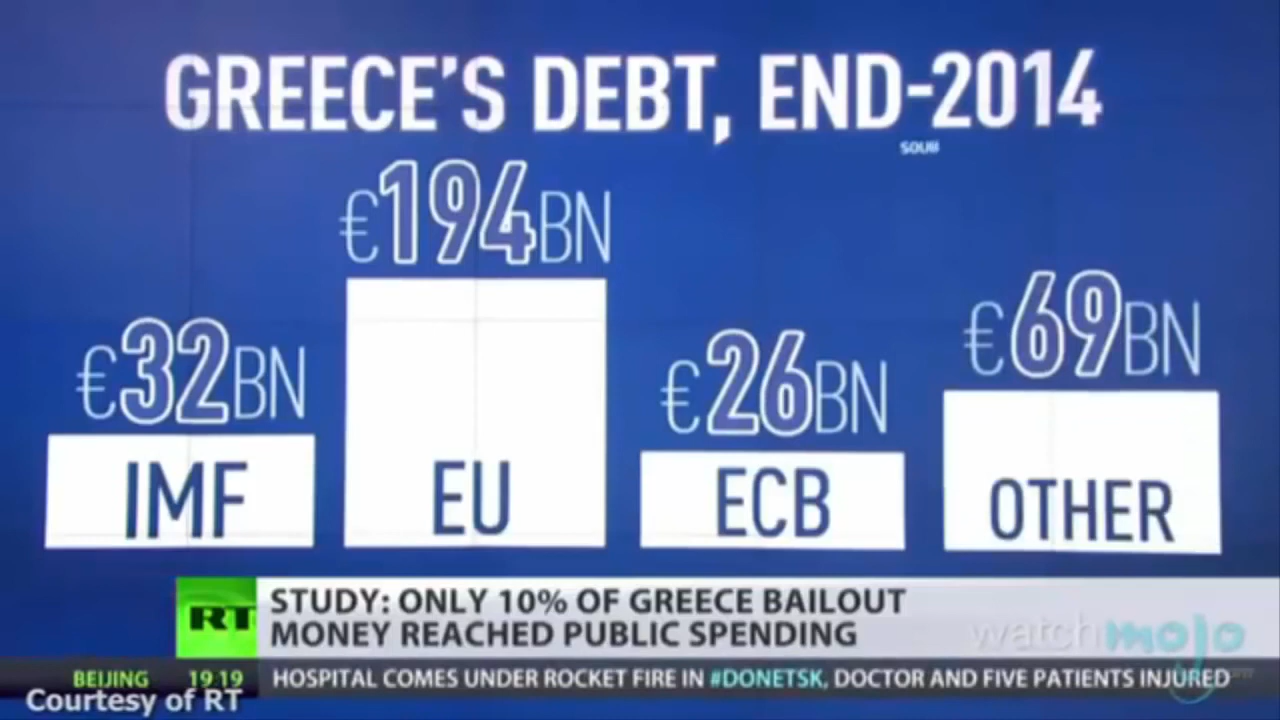 GREECE'S DEBT, END-2014
€194BN
€69BN
€32BN
€26BN
IMF
EU
ECB
OTHER
RT
STUDY: ONLY 10% OF GREECE BAILOUT
MONEY REACHED PUBLIC SPENDING
watchmojo
BEIJING 19:19 HOSPITAL COMES UNDER ROCKET FIRE IN #DONETSK, DOCTOR AND FIVE PATIENTS INJURED
Courtesy of RT